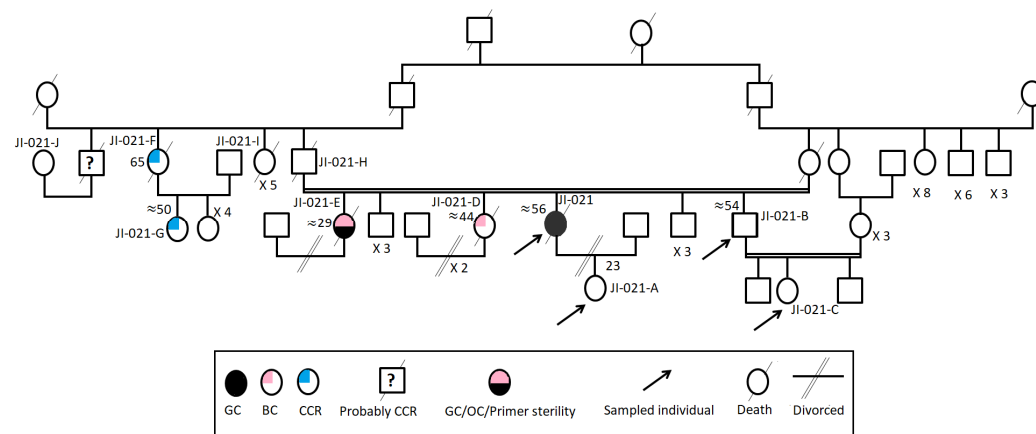 JI-021-J
?
JI-021-F
65
JI-021-I
X 5
JI-021-H
X 8
X 6
X 3
≈50
JI-021-G
X 4
JI-021-E
≈29
X 3
JI-021-D
≈44
X 2
≈56
JI-021
23
JI-021-A
X 3
≈54
JI-021-B
X 3
JI-021-C
?
GC
BC
CCR
Probably CCR
GC/OC/Primer sterility
Sampled individual
Death
Divorced